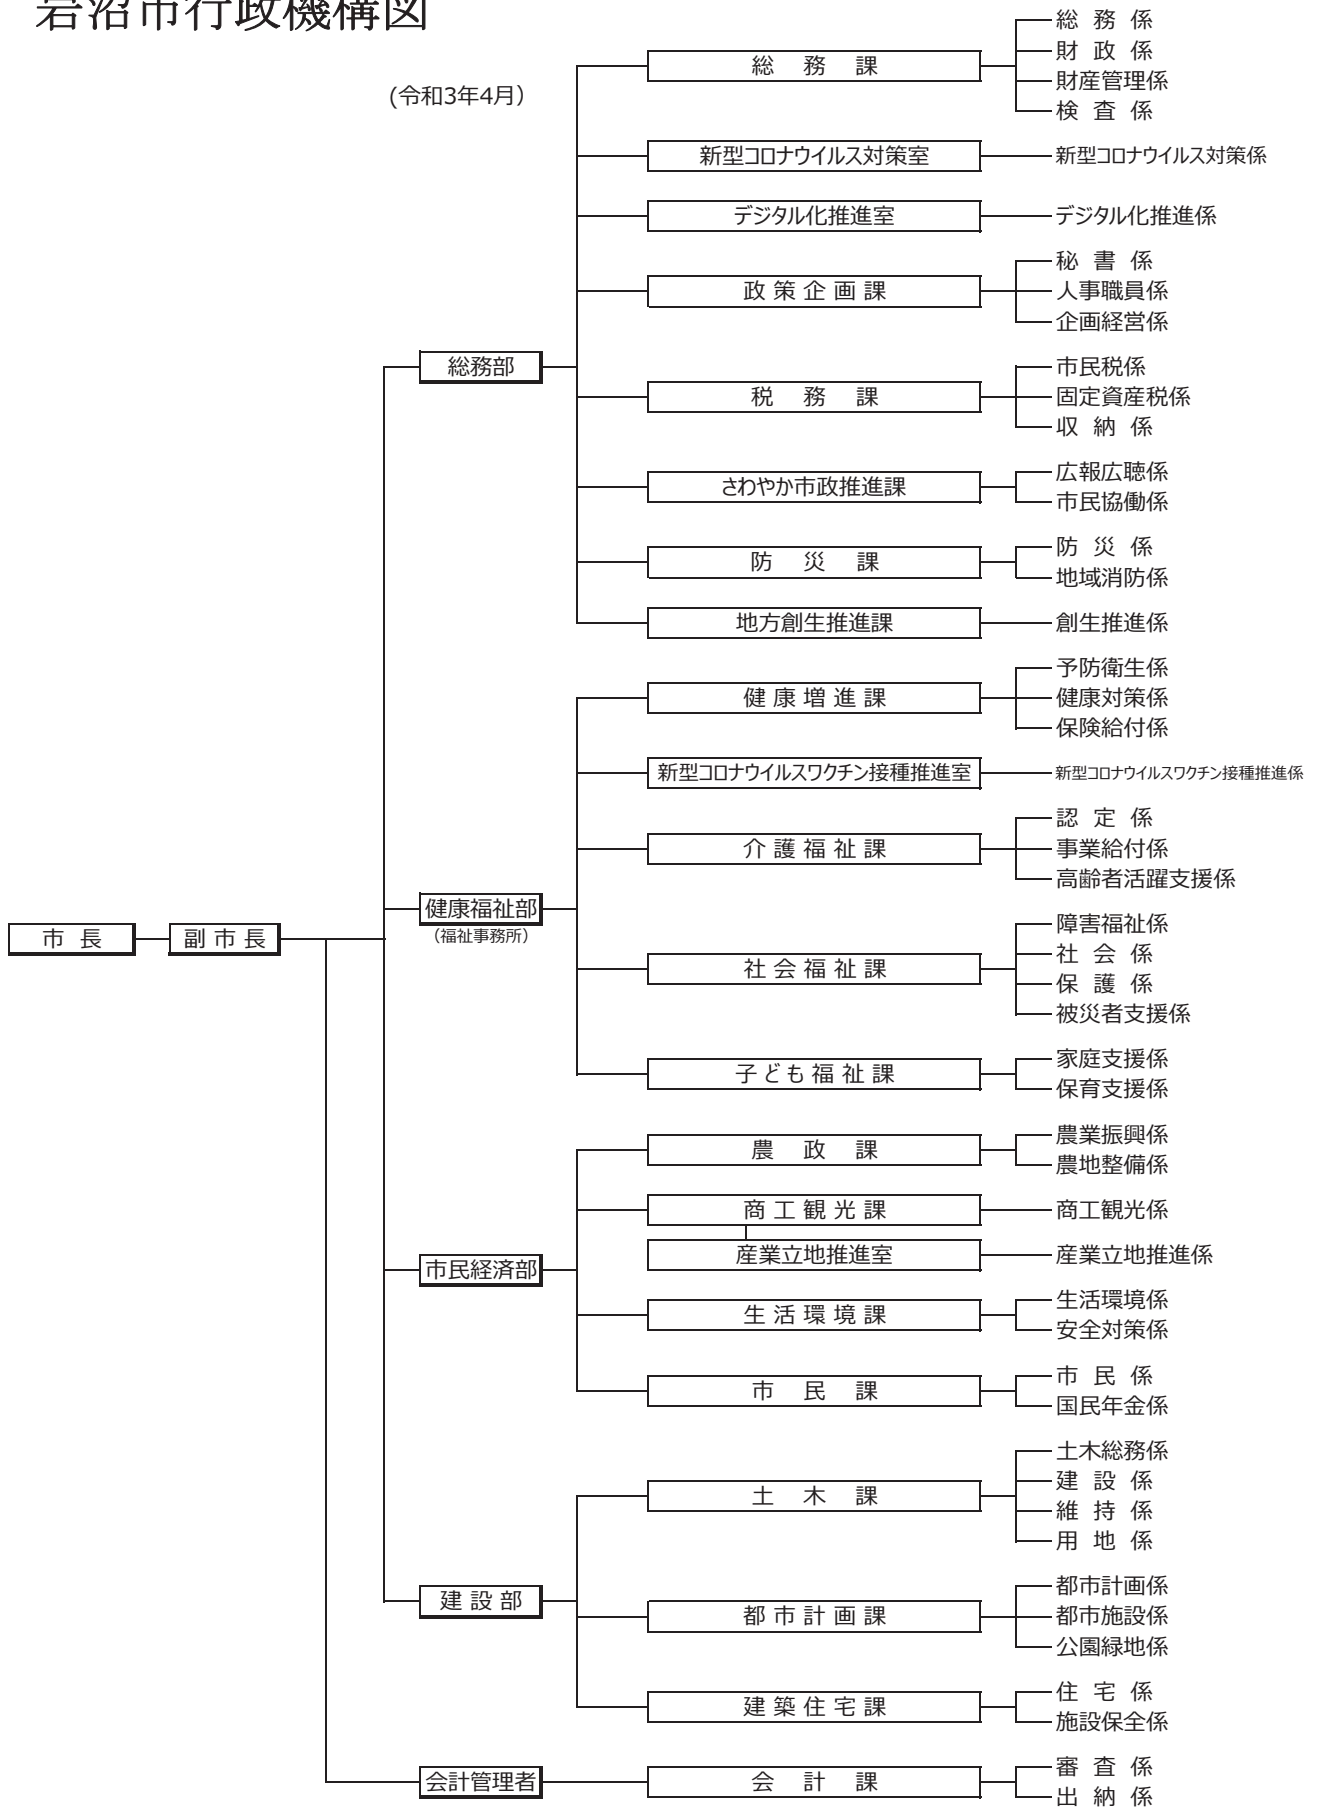 岩沼市行政機構図
(令和3年4月)
市長
副市長
総務部
総務課
総務係
財政係
財産管理係
検査係
新型コロナウイルス対策室
新型コロナウイルス対策係
デジタル化推進室
デジタル化推進係
政策企画課
秘書係
人事職員係
企画経営係
税務課
市民税係
固定資産税係
収納係
さわやか市政推進課
広報広聴係
市民協働係
防災課
防災係
地域消防係
地方創生推進課
創生推進係
健康福祉部
(福祉事務所)
健康増進課
予防衛生係
健康対策係
保険給付係
新型コロナウイルスワクチン接種推進室
新型コロナウイルスワクチン接種推進係
介護福祉課
認定係
事業給付係
高齢者活躍支援係
社会福祉課
障害福祉係
社会係
保護係
被災者支援係
子ども福祉課
家庭支援係
保育支援係
市民経済部
農政課
農業振興係
農地整備係
商工観光課
商工観光係
産業立地推進室
産業立地推進係
生活環境課
生活環境係
安全対策係
市民課
市民係
国民年金係
建設部
土木課
土木総務係
建設係
維持係
用地係
都市計画課
都市計画係
都市施設係
公園緑地係
建築住宅課
住宅係
施設保全係
会計管理者
会計課
審査係
出納係